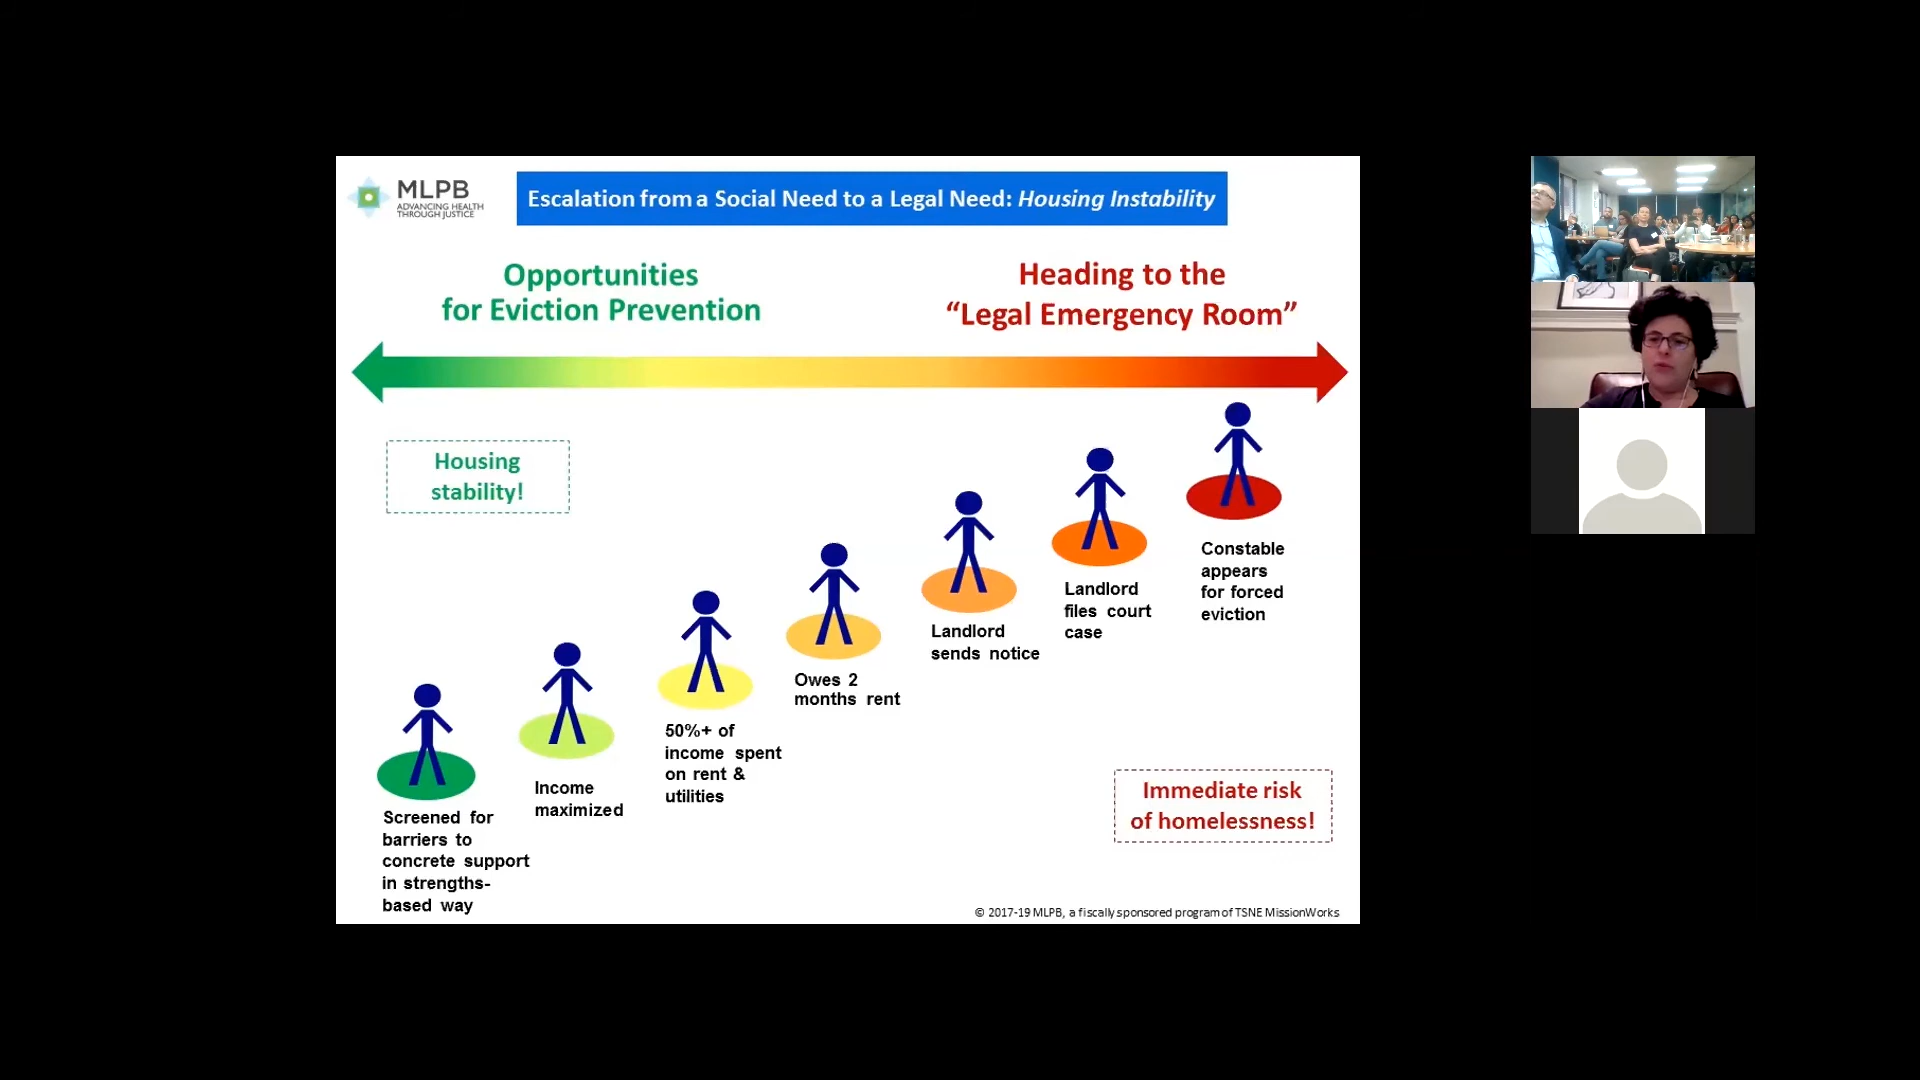 MLPB
ADVANCING HEALTH
THROUGH JUSTICE
Escalation from a Social Need to a Legal Need: Housing Instability
Opportunities
for Eviction Prevention
Heading to the
“Legal Emergency Room”
Housing
stability!
Screened for
barriers to
concrete support
in strengths-
based way
Income
maximized
50%+ of
income spent
on rent &
utilities
Owes 2
months rent
Landlord
sends notice
Landlord
files court
case
Constable
appears
for forced
eviction
Immediate risk
of homelessness!
© 2017-19 MLPB, a fiscally sponsored program of TSNE MissionWorks